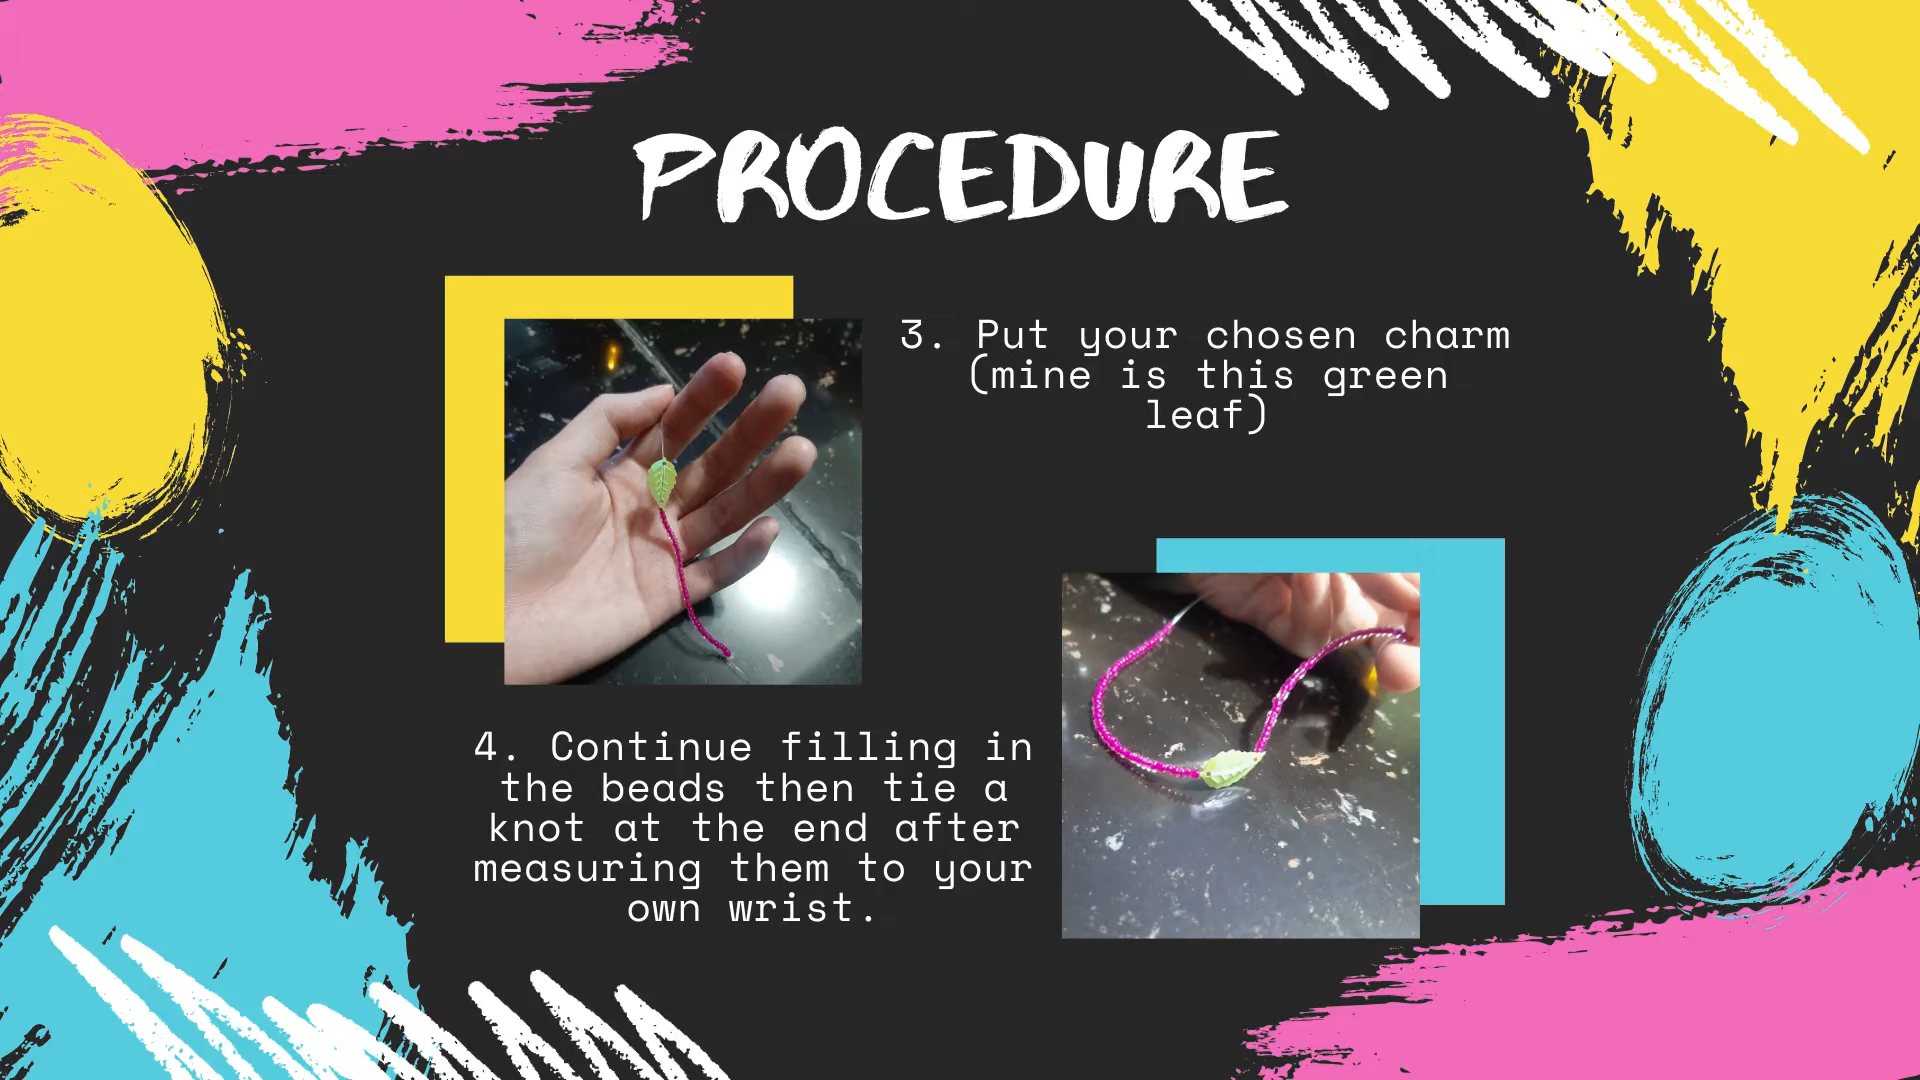 PROCEDURE
3. Put your chosen charm
(mine is this green
leaf)
4. Continue filling in
the beads then tie a
knot at the end after
measuring them to your
own wrist.